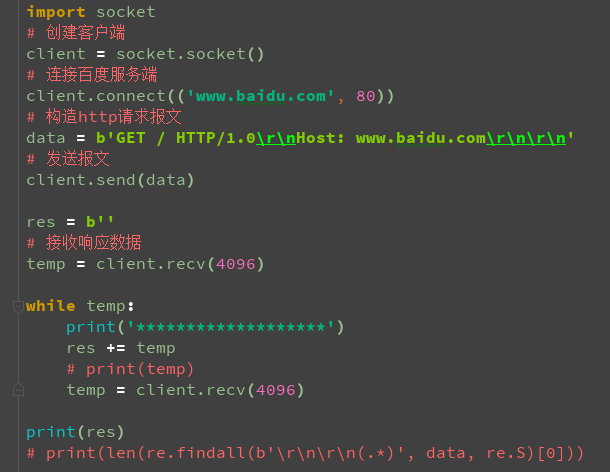 import socket
# 创建客户端
client = socket.socket()
# 连接百度服务端
client.connect(('www.baidu.com', 80))
# 构造http请求报文
data = b'GET / HTTP/1.0\r\nHost: www.baidu.com\r\n\r\n'
# 发送报文
client.send(data)
res = b''
# 接收响应数据
temp = client.recv(4096)
while temp:
    print('*******************')
    res += temp
    # print(temp)
    temp = client.recv(4096)
print(res)
# print(len(re.findall(b'\r\n\r\n(.*)', data, re.S)[0]))